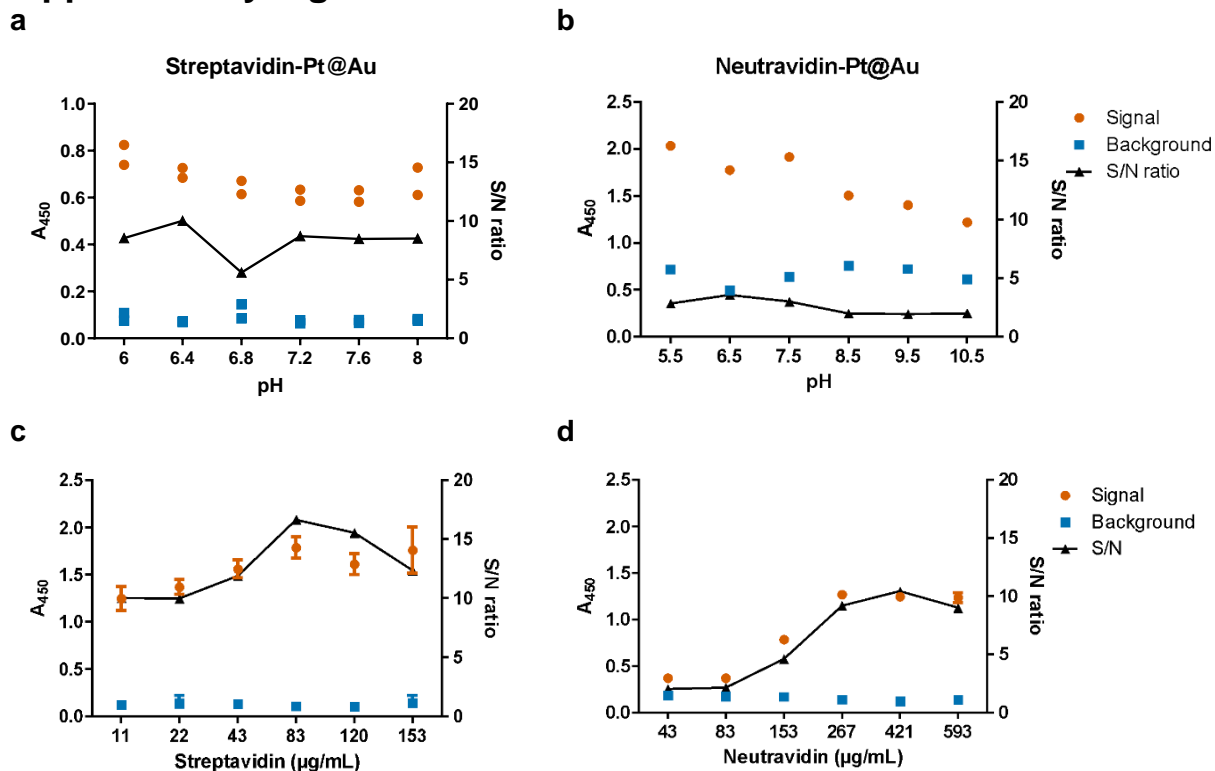 a
b
Streptavidin-Pt@Au
Neutravidin-Pt@Au
1.0
0.8
0.6
0.4
0.2
0.0
A450
20
15
10
5
0
S/N ratio
6 6.4 6.8 7.2 7.6 8
pH
2.5
2.0
1.5
1.0
0.5
0.0
A450
20
15
10
5
0
S/N ratio
5.5 6.5 7.5 8.5 9.5 10.5
pH
Signal
Background
S/N ratio
c
d
2.5
2.0
1.5
1.0
0.5
0.0
A450
20
15
10
5
0
S/N ratio
11 22 43 83 120 153
Streptavidin (µg/mL)
2.5
2.0
1.5
1.0
0.5
0.0
A450
20
15
10
5
0
S/N ratio
43 83 153 267 421 593
Neutravidin (µg/mL)
Signal
Background
S/N